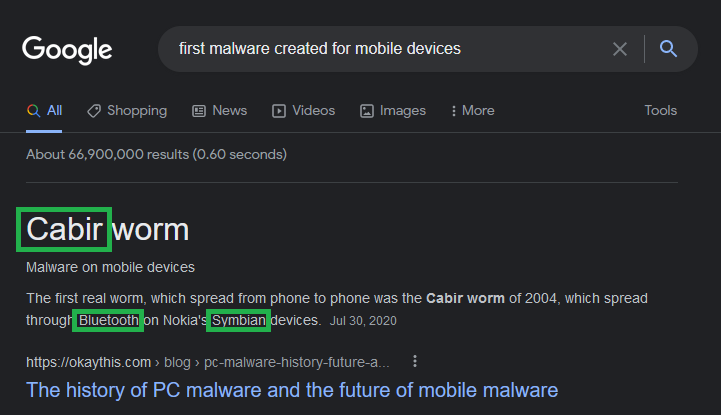 Google
first malware created for mobile devices
All
Shopping
News
Videos
Images
More
Tools
About 66,900,000 results (0.60 seconds)
Cabir worm
Malware on mobile devices
The first real worm, which spread from phone to phone was the Cabir worm of 2004, which spread
through Bluetooth on Nokia's Symbian devices. Jul 30, 2020
https://okaythis.com › blog › pc-malware-history-future-a...
The history of PC malware and the future of mobile malware